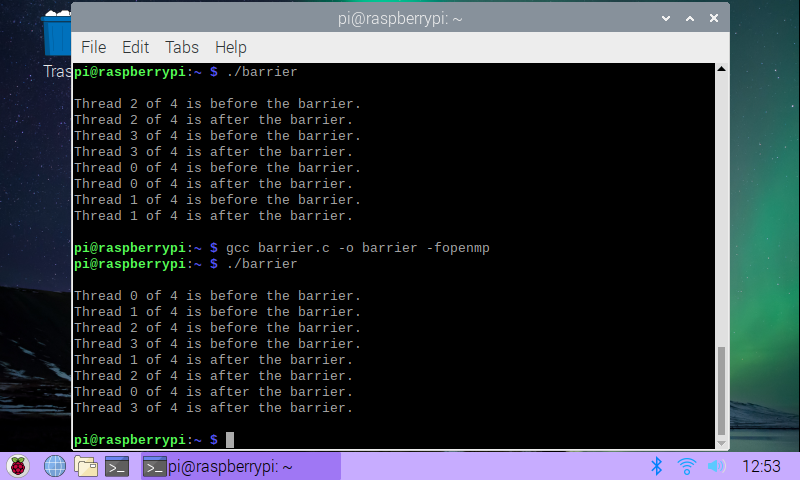 pi@raspberrypi: ~
File Edit Tabs Help
Tras
pi@raspberrypi:~ $ ./barrier
Thread 2 of 4 is before the barrier.
Thread 2 of 4 is after the barrier.
Thread 3 of 4 is before the barrier.
Thread 3 of 4 is after the barrier.
Thread 0 of 4 is before the barrier.
Thread 0 of 4 is after the barrier.
Thread 1 of 4 is before the barrier.
Thread 1 of 4 is after the barrier.
pi@raspberrypi:~ $ gcc barrier.c -o barrier -fopenmp
pi@raspberrypi:~ $ ./barrier
Thread 0 of 4 is before the barrier.
Thread 1 of 4 is before the barrier.
Thread 2 of 4 is before the barrier.
Thread 3 of 4 is before the barrier.
Thread 1 of 4 is after the barrier.
Thread 2 of 4 is after the barrier.
Thread 0 of 4 is after the barrier.
Thread 3 of 4 is after the barrier.
pi@raspberrypi:~ $
pi@raspberrypi: ~
12:53